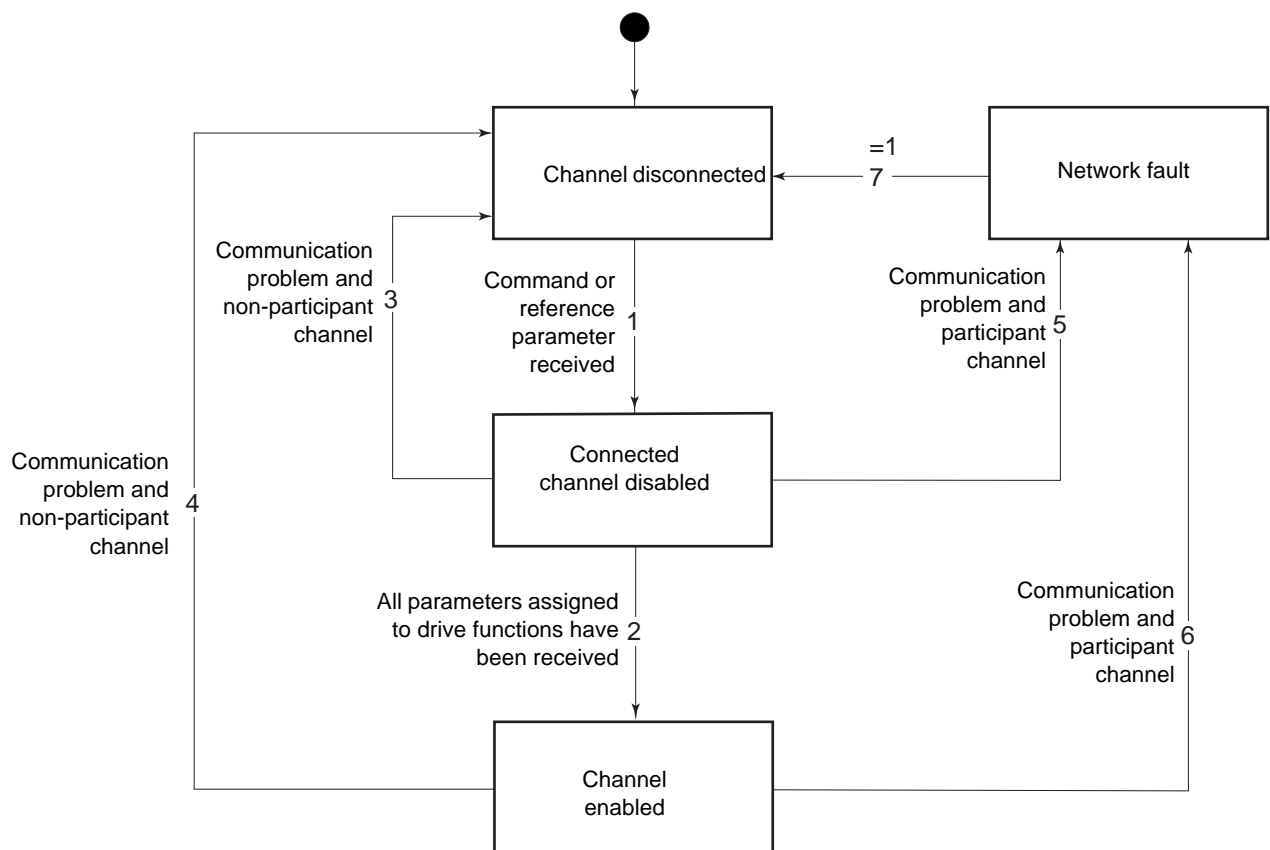 =1
7
Channel disconnected
Network fault
Communication
problem and
non-participant
channel
3
Command or
reference
parameter
received
1
Communication
problem and
participant
channel
5
Connected
channel disabled
Communication
problem and
non-participant
channel
4
All parameters assigned
to drive functions have
been received
2
Communication
problem and
participant
channel
6
Channel
enabled